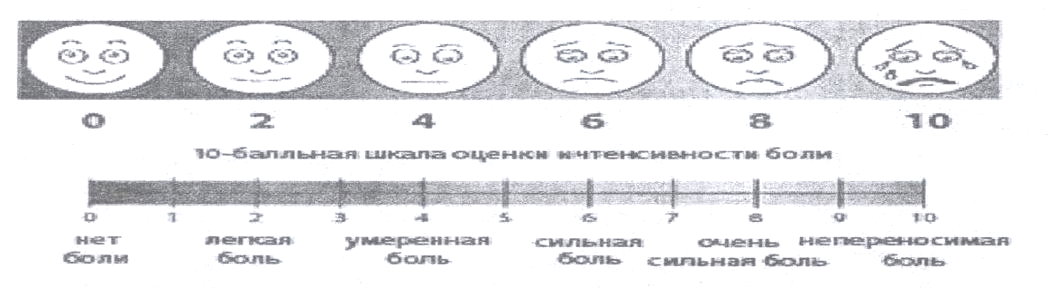 0 2 4 6 8 10
10-балльная шкала оценки ичтенсивности боли
0 1 2 3 4 5 6 7 8 9 10
нет легкая умеренная сильная очень непереносимая
боли боль боль боль сильная боль боль